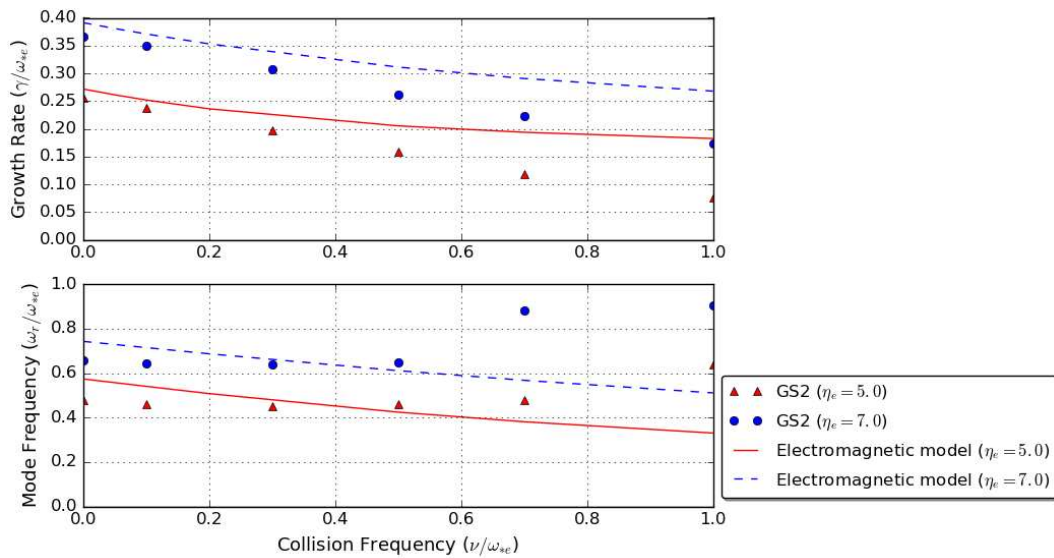 0.40
0.35
0.30
0.25
0.20
0.15
0.10
0.05
0.00
Growth Rate (γ/ω∗e)
0.0 0.2 0.4 0.6 0.8 1.0
1.0
0.8
0.6
0.4
0.2
0.0
Mode Frequency (ωr/ω∗e)
0.0 0.2 0.4 0.6 0.8 1.0
Collision Frequency (ν/ω∗e)
GS2 (ηe = 5.0)
GS2 (ηe = 7.0)
Electromagnetic model (ηe = 5.0)
Electromagnetic model (ηe = 7.0)